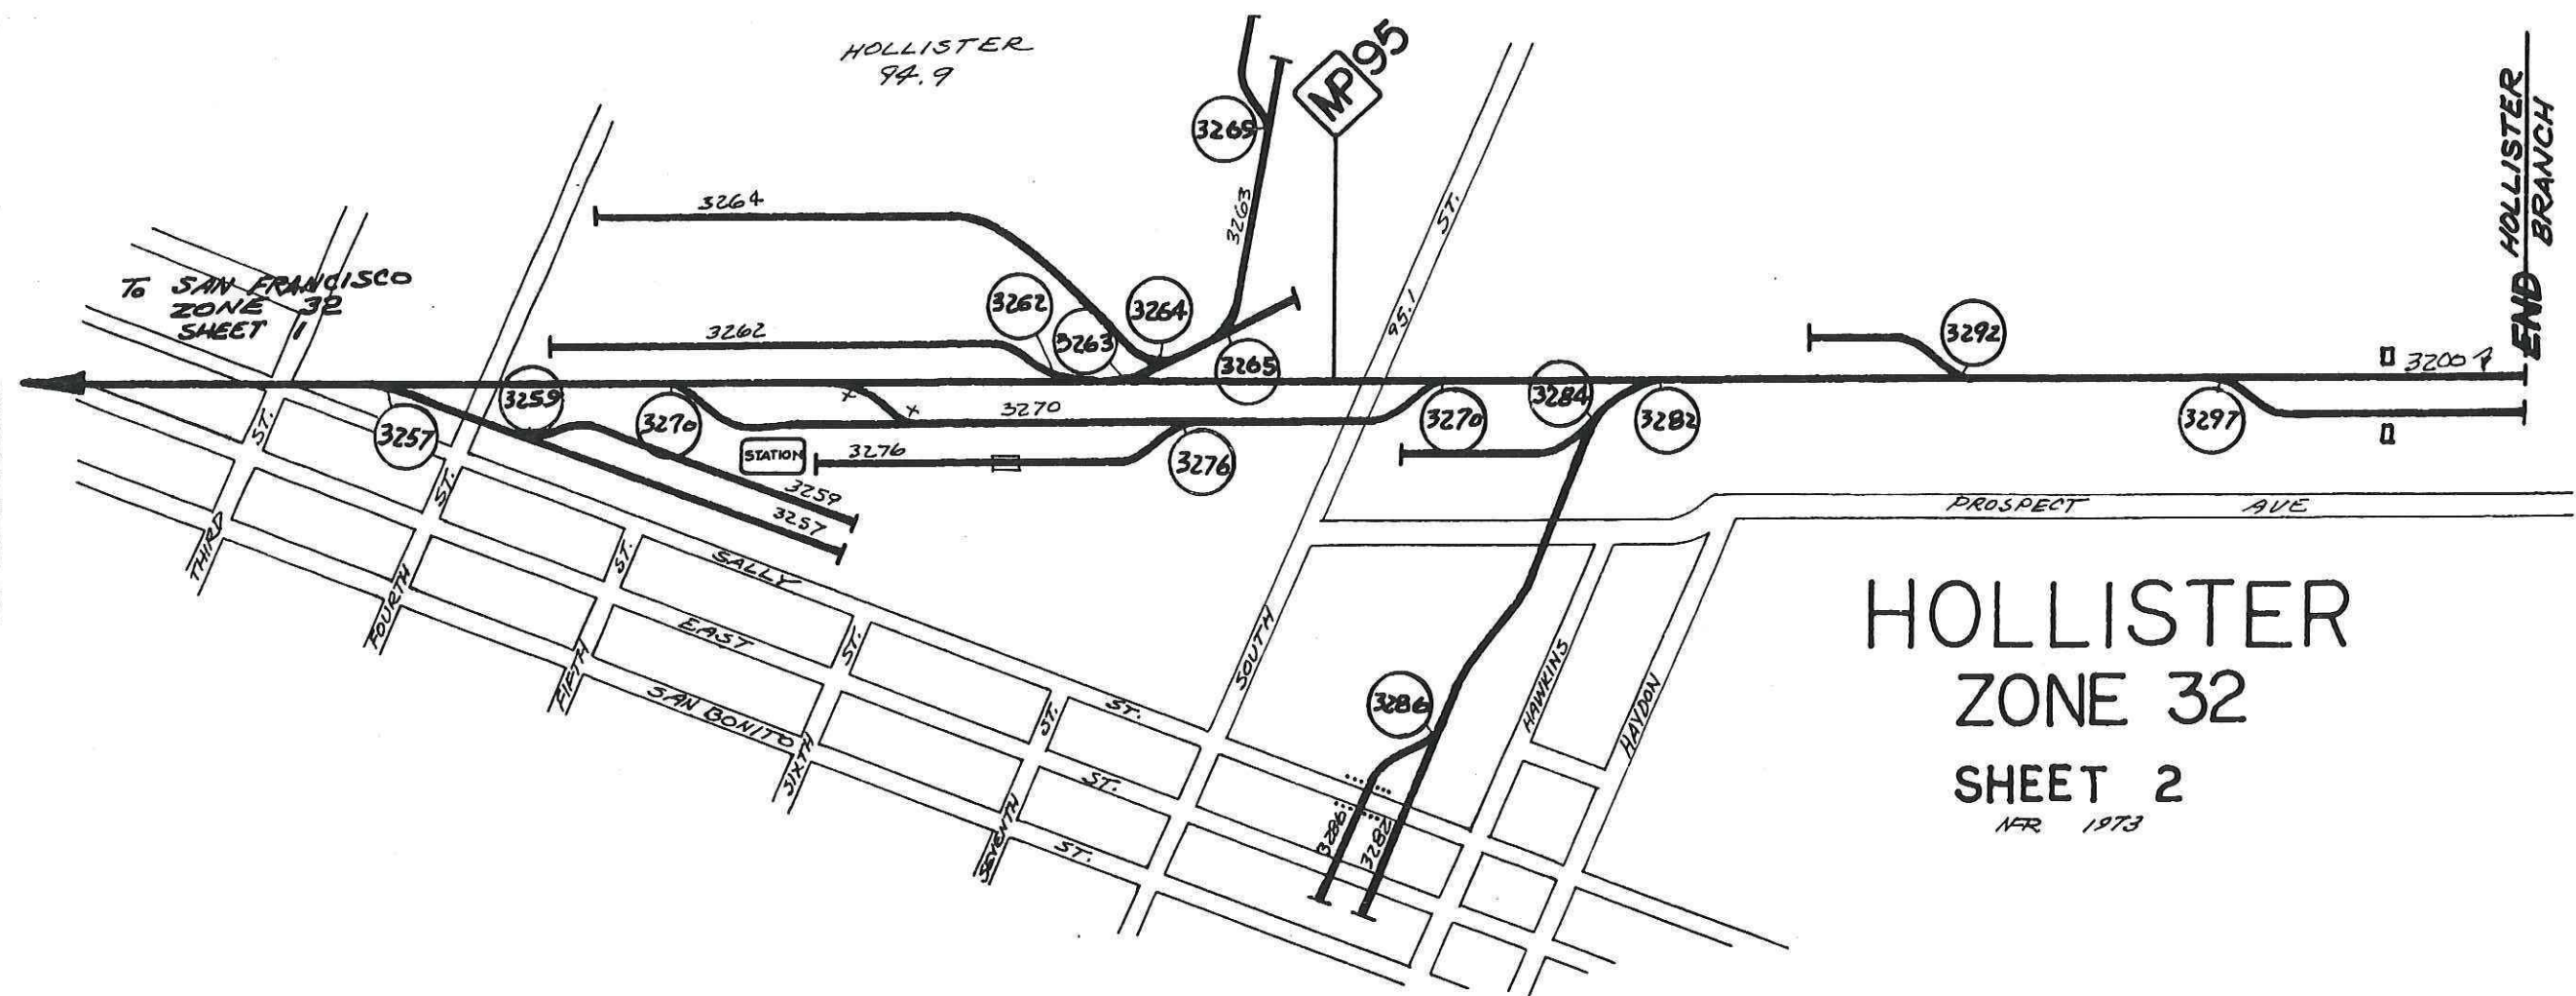 HOLLISTER
94.9
MP 95
3265
3264
3263
ST.
95.1
TO SAN FRANCISCO
ZONE 32
SHEET 1
3262
3262
3263
3264
3265
3292
3200
END HOLLISTER
BRANCH
3257
3259
3270
STATION
3270
3276
3276
3270
3284
3282
3297
3259
3257
ST.
ST.
ST.
ST.
ST.
THIRD
FOURTH
FIFTH
SIXTH
SEVENTH
SALLY
ST.
EAST
ST.
SAN BONITO
ST.
SOUTH
HAWKINS
HAYDON
PROSPECT AVE
3286
3286
3282
HOLLISTER
ZONE 32
SHEET 2
1973